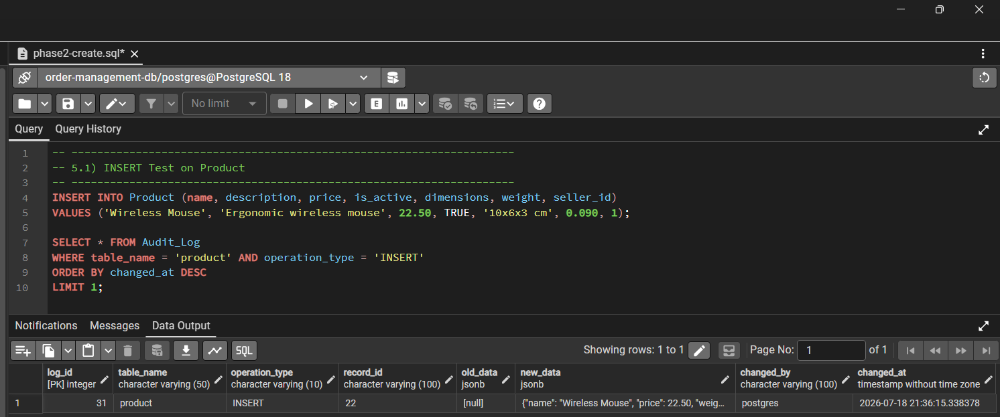 phase2-create.sql*
order-management-db/postgres@PostgreSQL 18
No limit
E
Query Query History
1 -- ---------------------------------------------------------------------
2 -- 5.1) INSERT Test on Product
3 -- ---------------------------------------------------------------------
4 INSERT INTO Product (name, description, price, is_active, dimensions, weight, seller_id)
5 VALUES ('Wireless Mouse', 'Ergonomic wireless mouse', 22.50, TRUE, '10x6x3 cm', 0.090, 1);
6
7 SELECT * FROM Audit_Log
8 WHERE table_name = 'product' AND operation_type = 'INSERT'
9 ORDER BY changed_at DESC
10 LIMIT 1;
Notifications Messages Data Output
SQL Showing rows: 1 to 1 Page No: 1 of 1
log_id table_name operation_type record_id old_data new_data changed_by changed_at
[PK] integer character varying (50) character varying (10) character varying (100) jsonb jsonb character varying (100) timestamp without time zone
1 31 product INSERT 22 [null] {"name": "Wireless Mouse", "price": 22.50, "weig... postgres 2026-07-18 21:36:15.338378